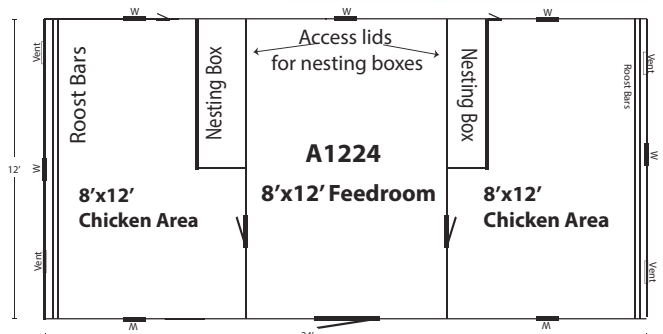 W
W
W
Vent
Roost Bars
Nesting Box
Access lids
for nesting boxes
Nesting Box
Roost Bars
Vent
A1224
12'
W
8'x12'
Chicken Area
8'x12' Feedroom
8'x12'
Chicken Area
W
Vent
Vent
W
W
24'